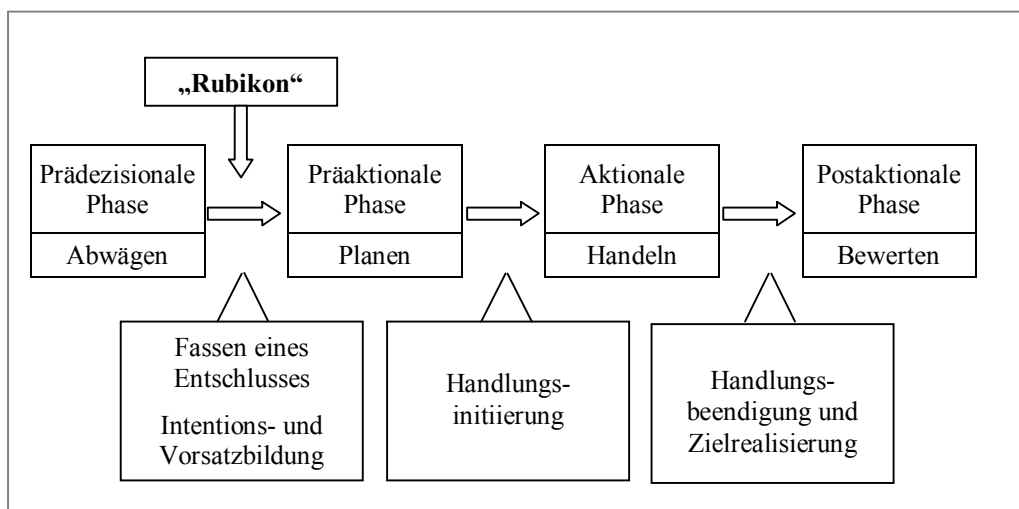 „Rubikon“
Prädezisionale
Phase
Abwägen
Präaktionale
Phase
Planen
Aktionale
Phase
Handeln
Postaktionale
Phase
Bewerten
Fassen eines
Entschlusses
Intentions- und
Vorsatzbildung
Handlungs-
initiierung
Handlungs-
beendigung und
Zielrealisierung